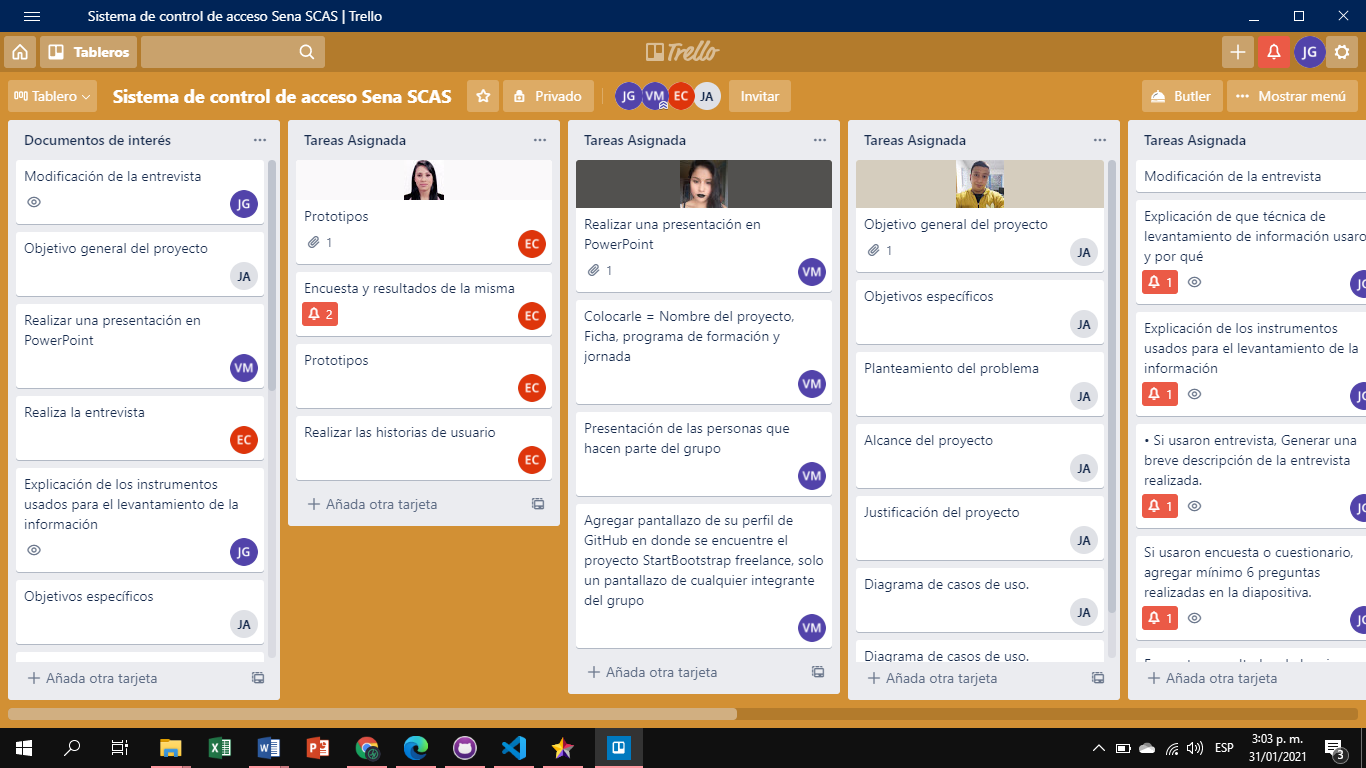 Sistema de control de acceso Sena SCAS | Trello
Tableros
Trello
JG
Tablero
Sistema de control de acceso Sena SCAS
Privado
JG
VM
EC
JA
Invitar
Butler
Mostrar menú
Documentos de interés
Modificación de la entrevista
JG
Objetivo general del proyecto
JA
Realizar una presentación en
PowerPoint
VM
Realiza la entrevista
EC
Explicación de los instrumentos
usados para el levantamiento de la
información
JG
Objetivos específicos
JA
Añada otra tarjeta
Tareas Asignada
Prototipos
1
EC
Encuesta y resultados de la misma
2
EC
Prototipos
EC
Realizar las historias de usuario
EC
Añada otra tarjeta
Tareas Asignada
Realizar una presentación en
PowerPoint
1
VM
Colocarle = Nombre del proyecto,
Ficha, programa de formación y
jornada
VM
Presentación de las personas que
hacen parte del grupo
VM
Agregar pantallazo de su perfil de
GitHub en donde se encuentre el
proyecto StartBootstrap freelance, solo
un pantallazo de cualquier integrante
del grupo
VM
Añada otra tarjeta
Tareas Asignada
Objetivo general del proyecto
1
JA
Objetivos específicos
JA
Planteamiento del problema
JA
Alcance del proyecto
JA
Justificación del proyecto
JA
Diagrama de casos de uso.
JA
Diagrama de casos de uso.
Añada otra tarjeta
Tareas Asignada
Modificación de la entrevista
Explicación de que técnica de
levantamiento de información usaro
y por qué
1
Explicación de los instrumentos
usados para el levantamiento de la
información
1
• Si usaron entrevista, Generar una
breve descripción de la entrevista
realizada.
1
Si usaron encuesta o cuestionario,
agregar mínimo 6 preguntas
realizadas en la diapositiva.
1
Añada otra tarjeta
ESP
3:03 p. m.
31/01/2021
3